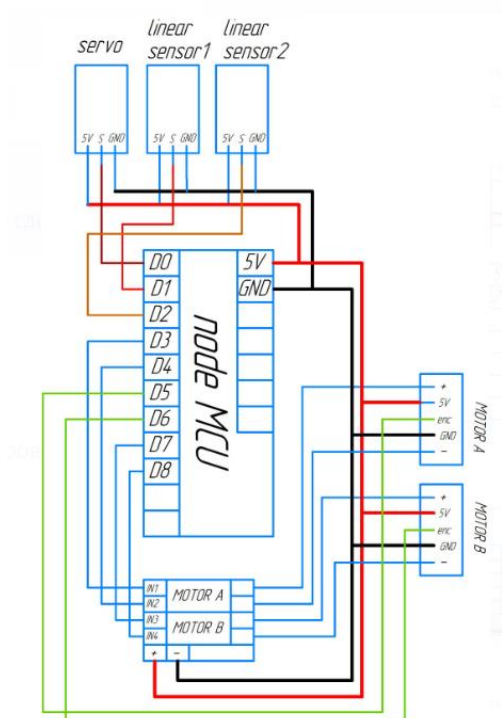 servo
linear sensor1
linear sensor2
5V S GND
5V S GND
5V S GND
node MCU
D0
D1
D2
D3
D4
D5
D6
D7
D8
5V
GND
+
5V
enc
GND
-
MOTOR A
+
5V
enc
GND
-
MOTOR B
IN1
IN2
IN3
IN4
MOTOR A
MOTOR B
+ -